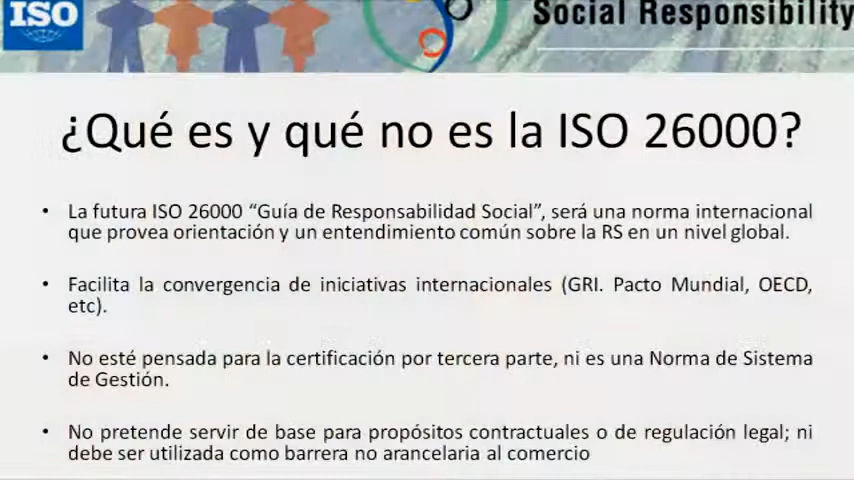 ISO
Social Responsibility
¿Qué es y qué no es la ISO 26000?
• La futura ISO 26000 “Guía de Responsabilidad Social”, será una norma internacional
que provea orientación y un entendimiento común sobre la RS en un nivel global.
• Facilita la convergencia de iniciativas internacionales (GRI. Pacto Mundial, OECD,
etc).
• No esté pensada para la certificación por tercera parte, ni es una Norma de Sistema
de Gestión.
• No pretende servir de base para propósitos contractuales o de regulación legal; ni
debe ser utilizada como barrera no arancelaria al comercio